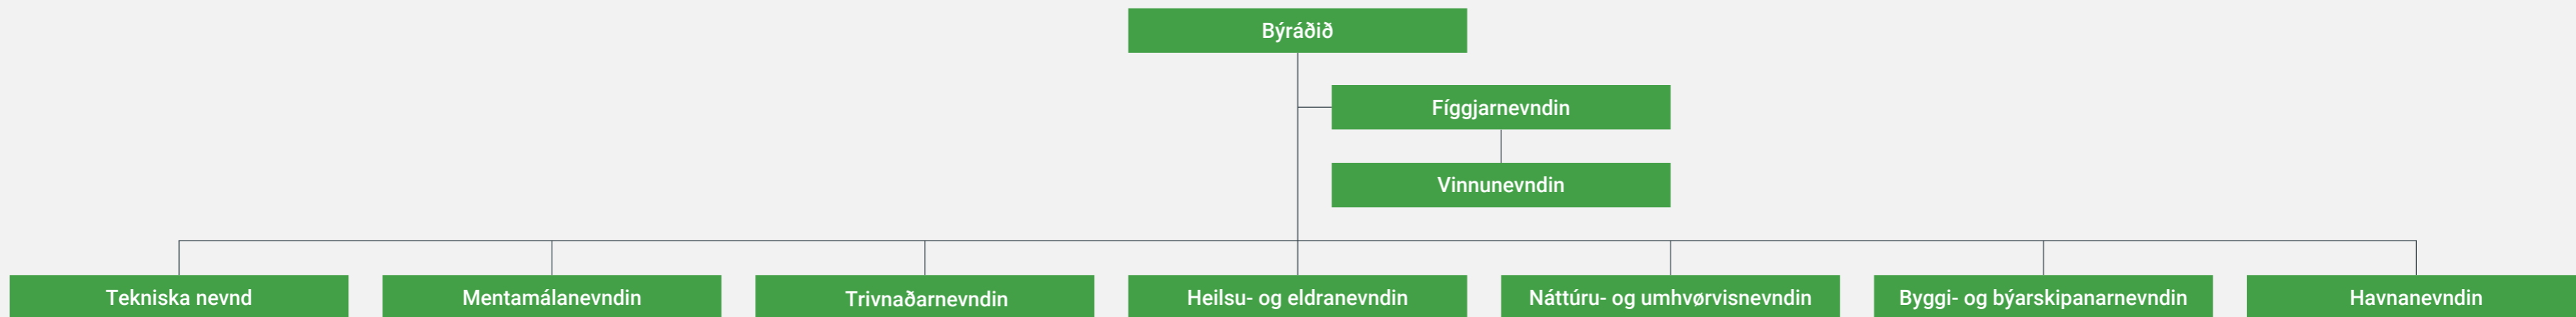 Býráðið
Fíggjarnevndin
Vinnunevndin
Tekniska nevnd
Mentamálanevndin
Trivnaðarnevndin
Heilsu- og eldranevndin
Náttúru- og umhvørvisnevndin
Byggi- og býarskipanarnevndin
Havnanevndin